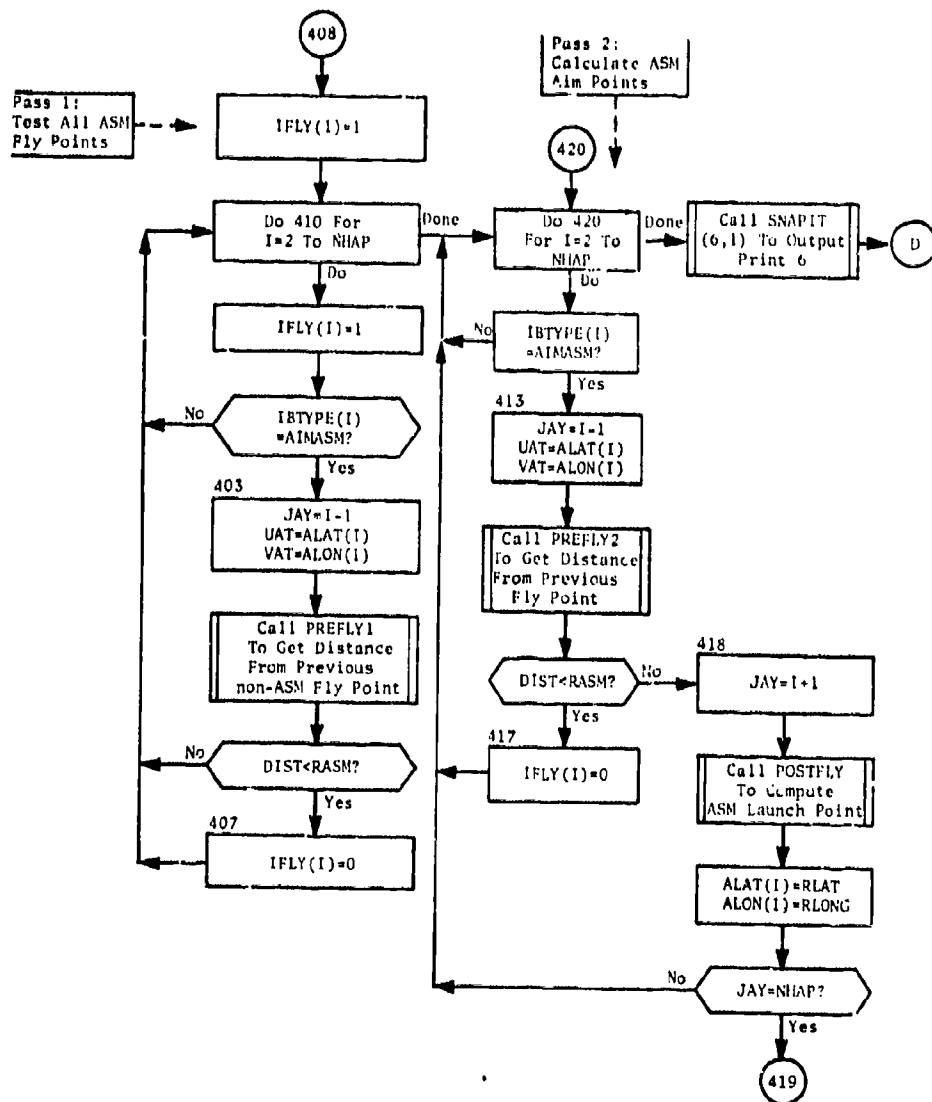 408
Pass 1:
Test All ASM
Fly Points
IFLY(1)=1
Do 410 For
I=2 To NHAP
Done
Do
IFLY(I)=1
IBTYPE(I)
=AIMASM?
No
Yes
403
JAY=I-1
UAT=ALAT(I)
VAT=ALON(I)
Call PREFLY1
To Get Distance
From Previous
non-ASM Fly Point
DIST<RASM?
No
Yes
407
IFLY(I)=0
Pass 2:
Calculate ASM
Aim Points
420
Do 420
For I=2 To
NHAP
Done
Do
Call SNAPIT
(6,1) To Output
Print 6
D
IBTYPE(I)
=AIMASM?
No
Yes
413
JAY=I-1
UAT=ALAT(I)
VAT=ALON(I)
Call PREFLY2
To Get Distance
From Previous
Fly Point
DIST<RASM?
No
Yes
417
IFLY(I)=0
418
JAY=I+1
Call POSTFLY
To Compute
ASM Launch Point
ALAT(I)=RLAT
ALON(I)=RLONG
JAY=NHAP?
No
Yes
419